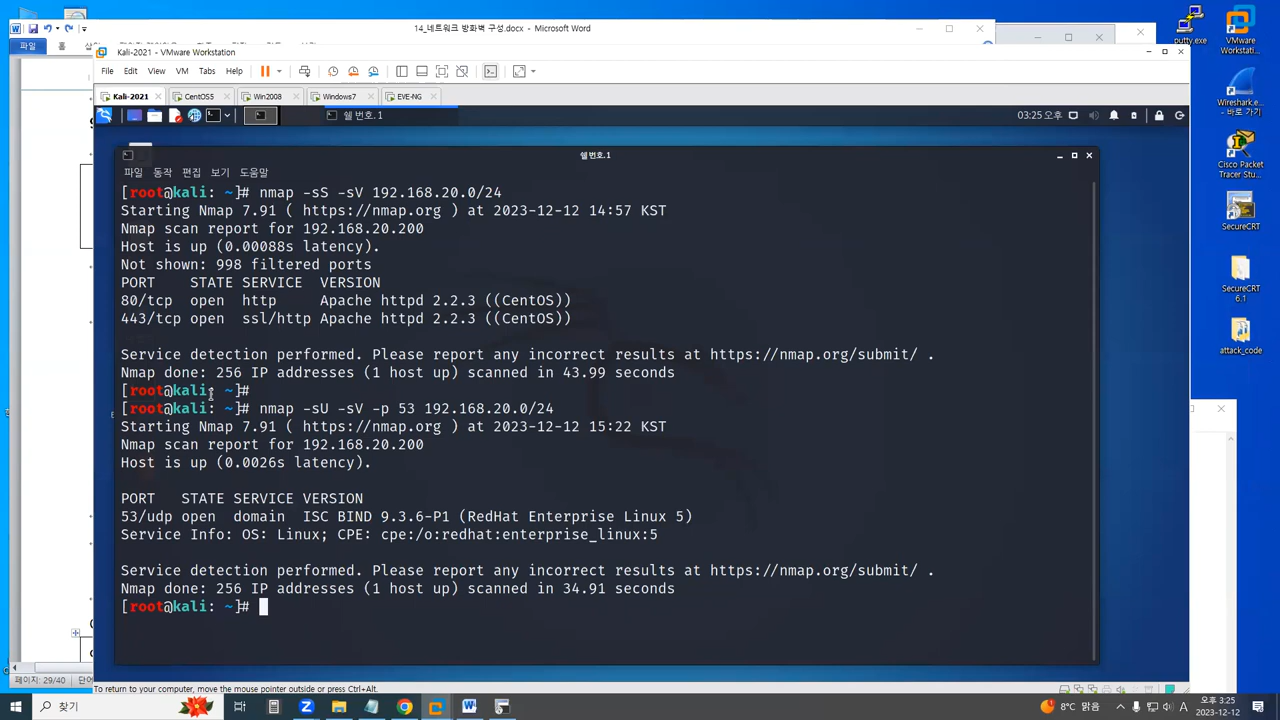 14_네트워크 방화벽 구성.docx - Microsoft Word
파일 홈
putty.exe
VMware Workstati...
Wireshark.e... - 바로 가기
Cisco Packet Tracer Stu...
SecureCRT
SecureCRT 6.1
attack_code
Kali-2021 - VMware Workstation
File Edit View VM Tabs Help
Kali-2021 CentOS5 Win2008 Windows7 EVE-NG
쉘 번호. 1 03:25 오후
쉘번호.1
파일 동작 편집 보기 도움말
[root@kali: ~]# nmap -sS -sV 192.168.20.0/24
Starting Nmap 7.91 ( https://nmap.org ) at 2023-12-12 14:57 KST
Nmap scan report for 192.168.20.200
Host is up (0.00088s latency).
Not shown: 998 filtered ports
PORT STATE SERVICE VERSION
80/tcp open http Apache httpd 2.2.3 ((CentOS))
443/tcp open ssl/http Apache httpd 2.2.3 ((CentOS))
Service detection performed. Please report any incorrect results at https://nmap.org/submit/ .
Nmap done: 256 IP addresses (1 host up) scanned in 43.99 seconds
[root@kali: ~]#
[root@kali: ~]# nmap -sU -sV -p 53 192.168.20.0/24
Starting Nmap 7.91 ( https://nmap.org ) at 2023-12-12 15:22 KST
Nmap scan report for 192.168.20.200
Host is up (0.0026s latency).
PORT STATE SERVICE VERSION
53/udp open domain ISC BIND 9.3.6-P1 (RedHat Enterprise Linux 5)
Service Info: OS: Linux; CPE: cpe:/o:redhat:enterprise_linux:5
Service detection performed. Please report any incorrect results at https://nmap.org/submit/ .
Nmap done: 256 IP addresses (1 host up) scanned in 34.91 seconds
[root@kali: ~]#
페이지: 29/40 단어
To return to your computer, move the mouse pointer outside or press Ctrl+Alt.
찾기
8°C 맑음 A 오후 3:25
2023-12-12